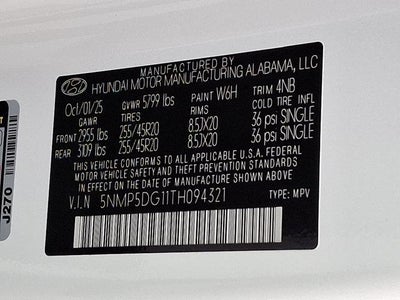 MANUFACTURED BY
HYUNDAI MOTOR MANUFACTURING ALABAMA, LLC
Oct/01/25 GVWR 5799 lbs PAINT W6H TRIM 4NB
GAWR TIRES RIMS COLD TIRE INFL
FRONT 2955 lbs 255/45R20 8.5JX20 36 psi SINGLE
REAR 3109 lbs 255/45R20 8.5JX20 36 psi SINGLE
THIS VEHICLE CONFORMS TO ALL APPLICABLE U.S.A. FEDERAL
MOTOR VEHICLE SAFETY AND THEFT PREVENTION STANDARDS
IN EFFECT ON THE DATE OF MANUFACTURE SHOWN ABOVE.
V.I.N 5NMP5DG11TH094321 TYPE: MPV
J270